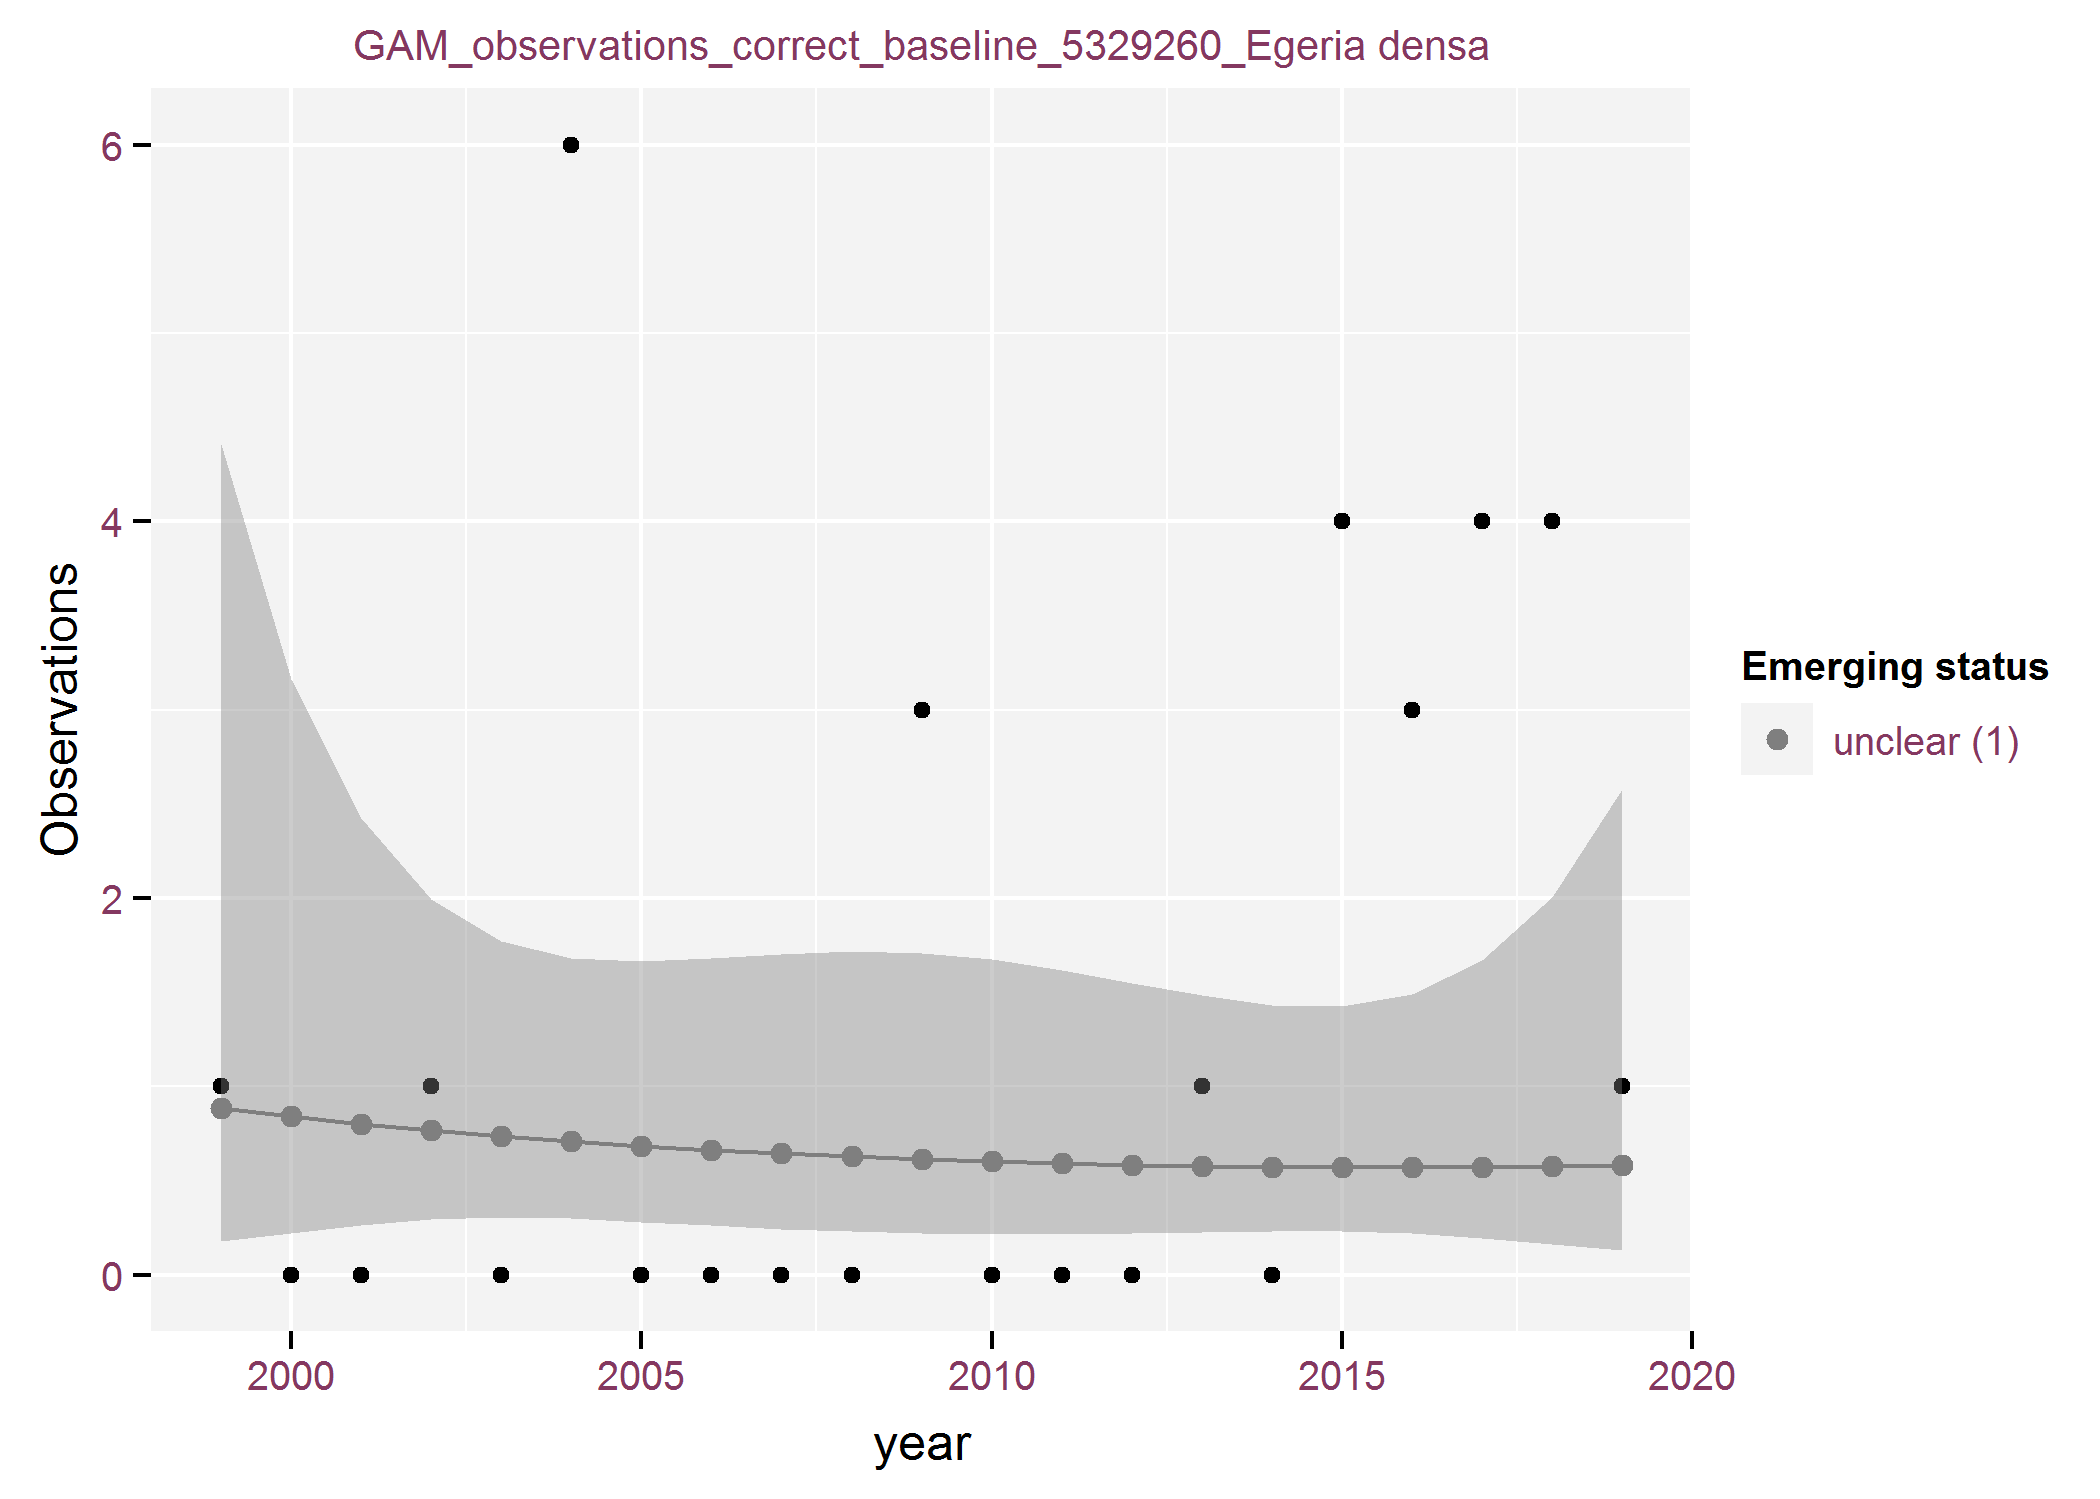 GAM_observations_correct_baseline_5329260_Egeria densa
6
4
2
0
Observations
2000 2005 2010 2015 2020
year
Emerging status
unclear (1)